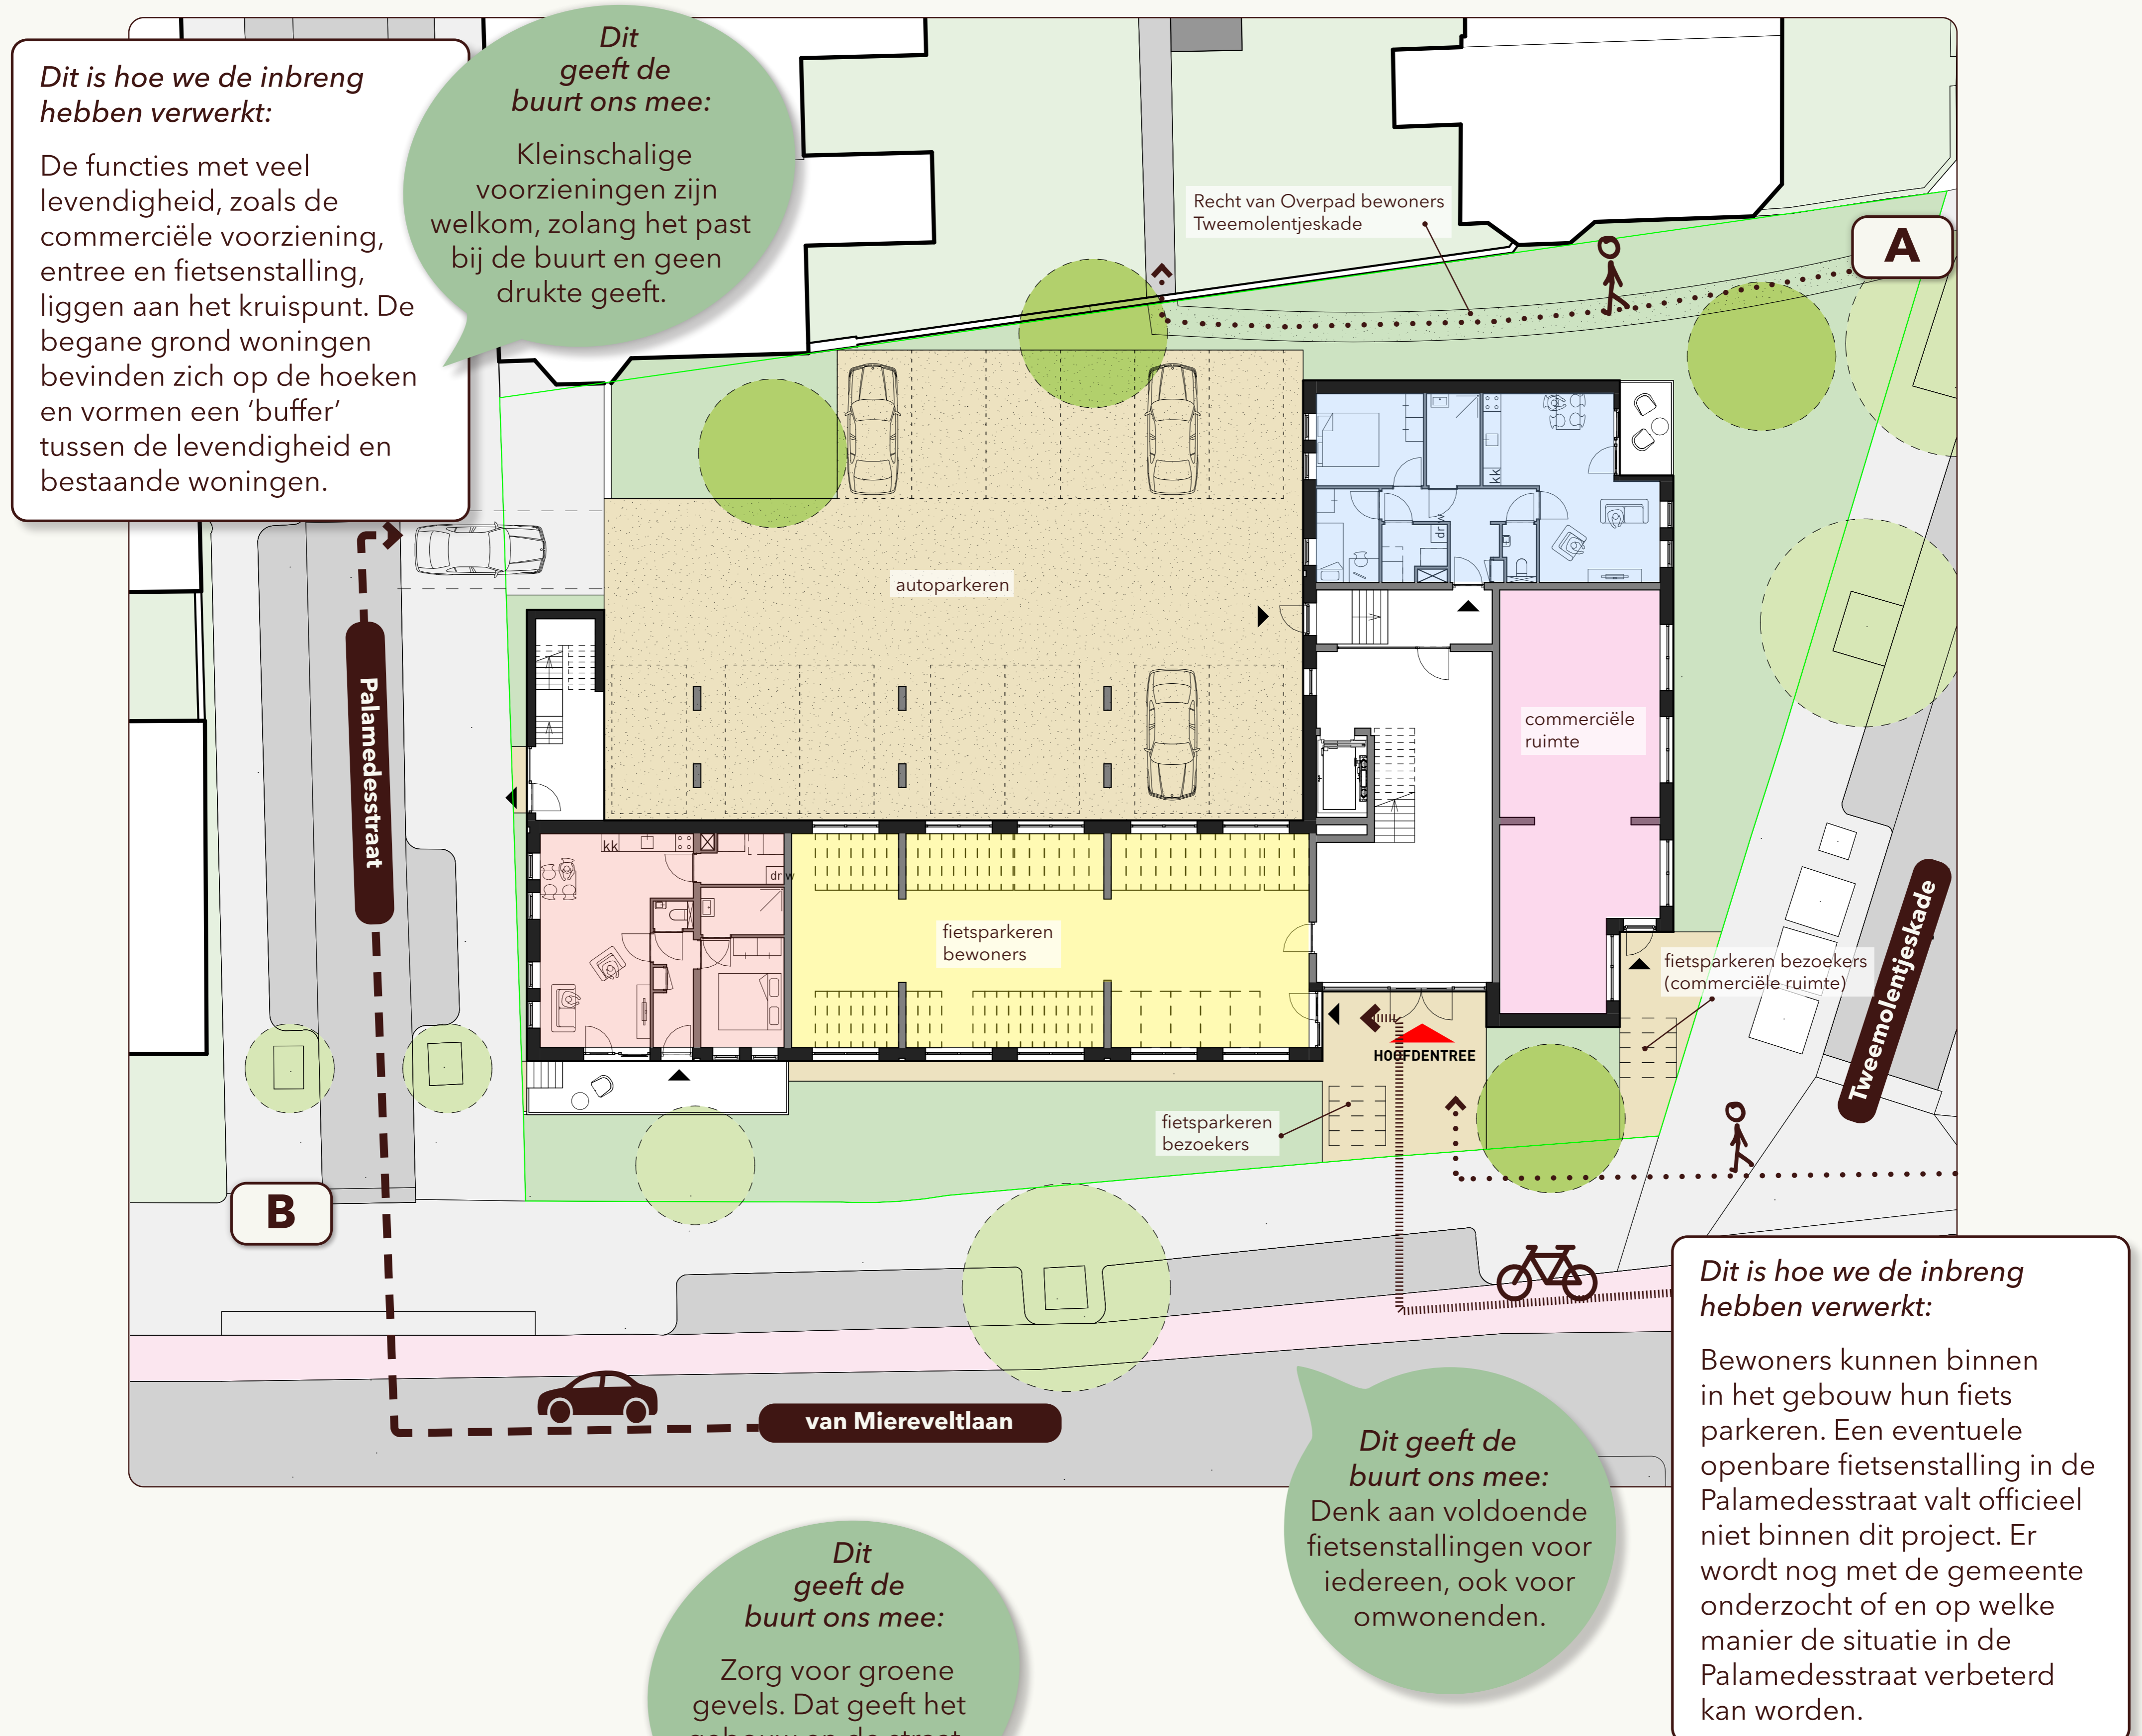 Dit is hoe we de inbreng
hebben verwerkt:
De functies met veel
levendigheid, zoals de
commerciële voorziening,
entree en fietsenstalling,
liggen aan het kruispunt. De
begane grond woningen
bevinden zich op de hoeken
en vormen een ‘buffer’
tussen de levendigheid en
bestaande woningen.
Dit
geeft de
buurt ons mee:
Kleinschalige
voorzieningen zijn
welkom, zolang het past
bij de buurt en geen
drukte geeft.
Recht van Overpad bewoners
Tweemolentjeskade
A
kk
dr
w
autoparkeren
Palamedesstraat
commerciële
ruimte
kk
dr w
fietsparkeren
bewoners
fietsparkeren bezoekers
(commerciële ruimte)
Tweemolentjeskade
HOOFDENTREE
fietsparkeren
bezoekers
B
van Miereveltlaan
Dit is hoe we de inbreng
hebben verwerkt:
Bewoners kunnen binnen
in het gebouw hun fiets
parkeren. Een eventuele
openbare fietsenstalling in de
Palamedesstraat valt officieel
niet binnen dit project. Er
wordt nog met de gemeente
onderzocht of en op welke
manier de situatie in de
Palamedesstraat verbeterd
kan worden.
Dit geeft de
buurt ons mee:
Denk aan voldoende
fietsenstallingen voor
iedereen, ook voor
omwonenden.
Dit
geeft de
buurt ons mee:
Zorg voor groene
gevels. Dat geeft het
gebouw en de straat